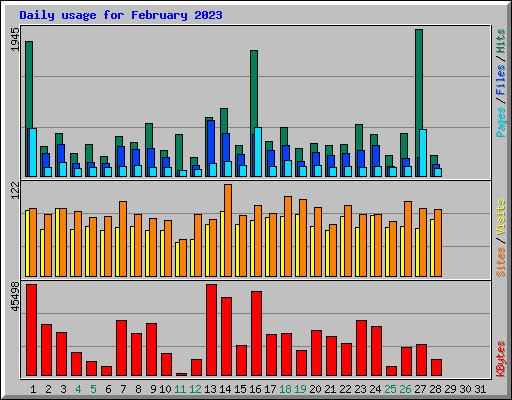 Daily usage for February 2023
1945
Pages / Files / Hits
122
Sites / Visits
45498
KBytes
1 2 3 4 5 6 7 8 9 10 11 12 13 14 15 16 17 18 19 20 21 22 23 24 25 26 27 28 29 30 31